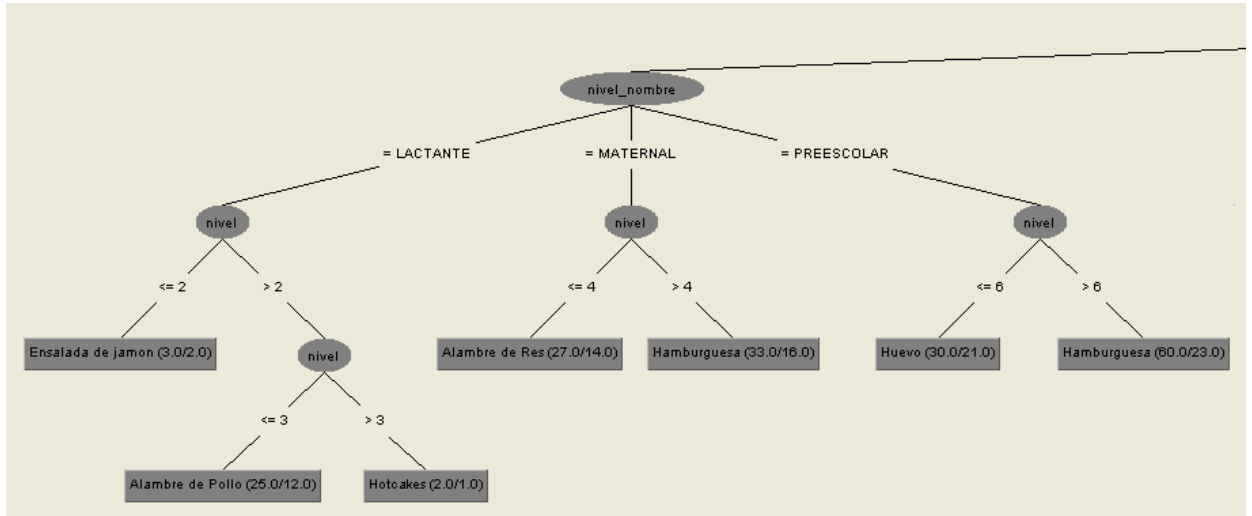 nivel_nombre
= LACTANTE
= MATERNAL
= PREESCOLAR
nivel
nivel
nivel
<= 2
> 2
<= 4
> 4
<= 6
> 6
Ensalada de jamon (3.0/2.0)
nivel
Alambre de Res (27.0/14.0)
Hamburguesa (33.0/16.0)
Huevo (30.0/21.0)
Hamburguesa (60.0/23.0)
<= 3
> 3
Alambre de Pollo (25.0/12.0)
Hotcakes (2.0/1.0)